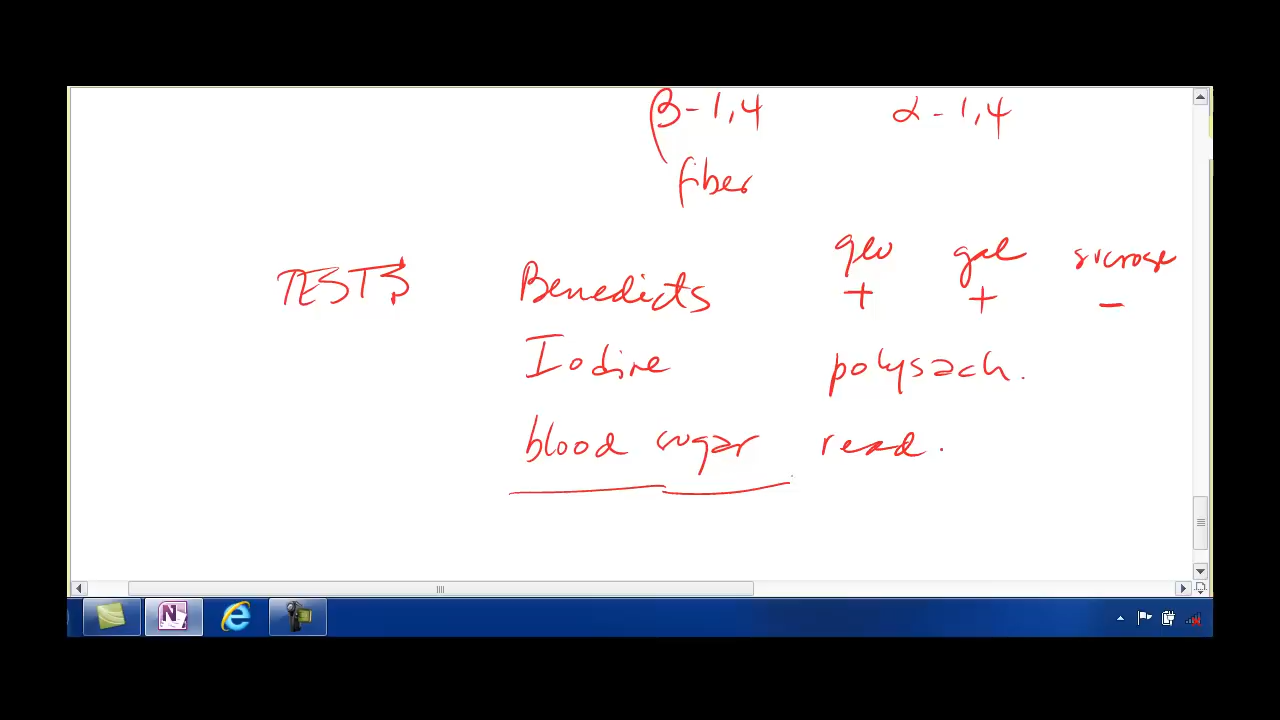 β-1,4 α-1,4
fiber
glu gal sucrose
TESTS Benedicts + + -
Iodine polysach.
blood sugar read.